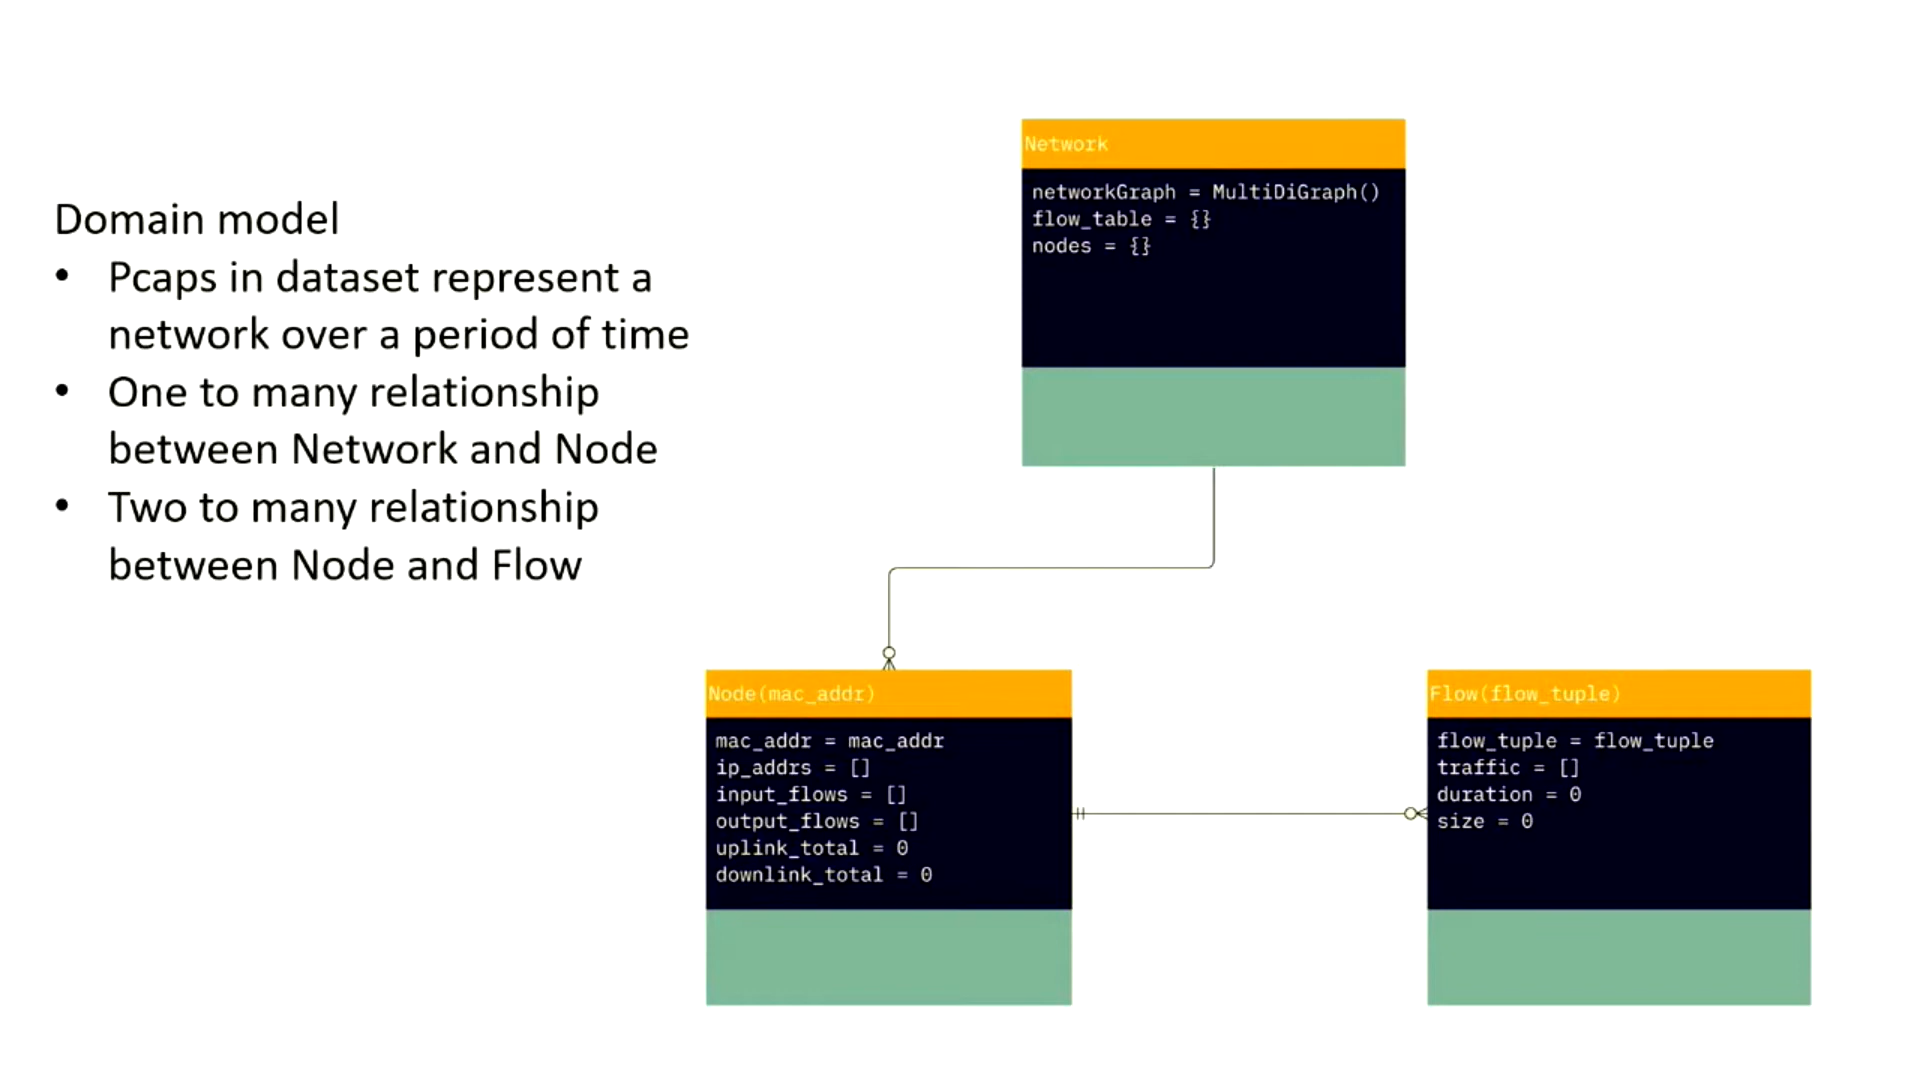 Domain model
• Pcaps in dataset represent a
network over a period of time
• One to many relationship
between Network and Node
• Two to many relationship
between Node and Flow
Network
networkGraph = MultiDiGraph()
flow_table = {}
nodes = {}
Node(mac_addr)
mac_addr = mac_addr
ip_addrs = []
input_flows = []
output_flows = []
uplink_total = 0
downlink_total = 0
Flow(flow_tuple)
flow_tuple = flow_tuple
traffic = []
duration = 0
size = 0